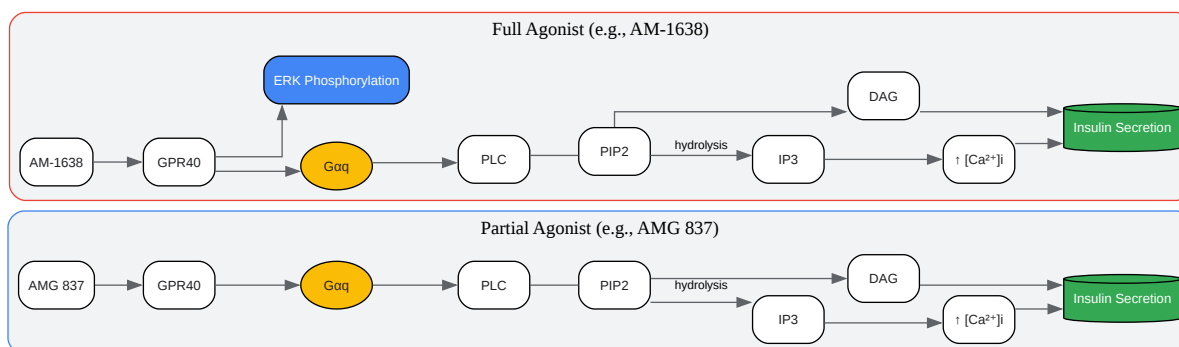 Full Agonist (e.g., AM-1638)
ERK Phosphorylation
DAG
Insulin Secretion
AM-1638
GPR40
Gαq
PLC
PIP2
hydrolysis
IP3
↑ [Ca²⁺]i
Partial Agonist (e.g., AMG 837)
AMG 837
GPR40
Gαq
PLC
PIP2
hydrolysis
DAG
Insulin Secretion
IP3
↑ [Ca²⁺]i